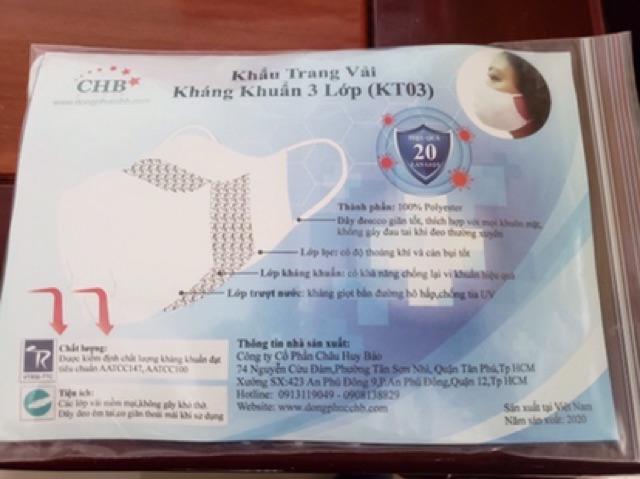 CHB
www.dongphucchb.com
Khẩu Trang Vải
Kháng Khuẩn 3 Lớp (KT03)
HIỆU QUẢ
20
LẦN GIẶT
Thành phần: 100% Polyester
Dây deocco giãn tốt, thích hợp với mọi khuôn mặt,
không gây đau tai khi đeo thường xuyên
Lớp lọc: có độ thoáng khí và cản bụi tốt
Lớp kháng khuẩn: có khả năng chống lại vi khuẩn hiệu quả
Lớp trượt nước: kháng giọt bắn đường hô hấp,chống tia UV
Chất lượng:
Được kiểm định chất lượng kháng khuẩn đạt
tiêu chuẩn AATCC147, AATCC100
Tiện ích:
Các lớp vải mềm mại,không gây khó thở.
Dây đeo êm tai,co giãn thoải mái khi sử dụng
Thông tin nhà sản xuất:
Công ty Cổ Phần Châu Huy Bảo
74 Nguyễn Cửu Đàm,Phường Tân Sơn Nhì, Quận Tân Phú,Tp HCM
Xưởng SX:423 An Phú Đông 9,P.An Phú Đông,Quận 12,Tp HCM
Hotline: 0913119049 - 0908138829
Website: www.dongphucchb.com
Sản xuất tại Việt Nam
Năm sản xuất: 2020